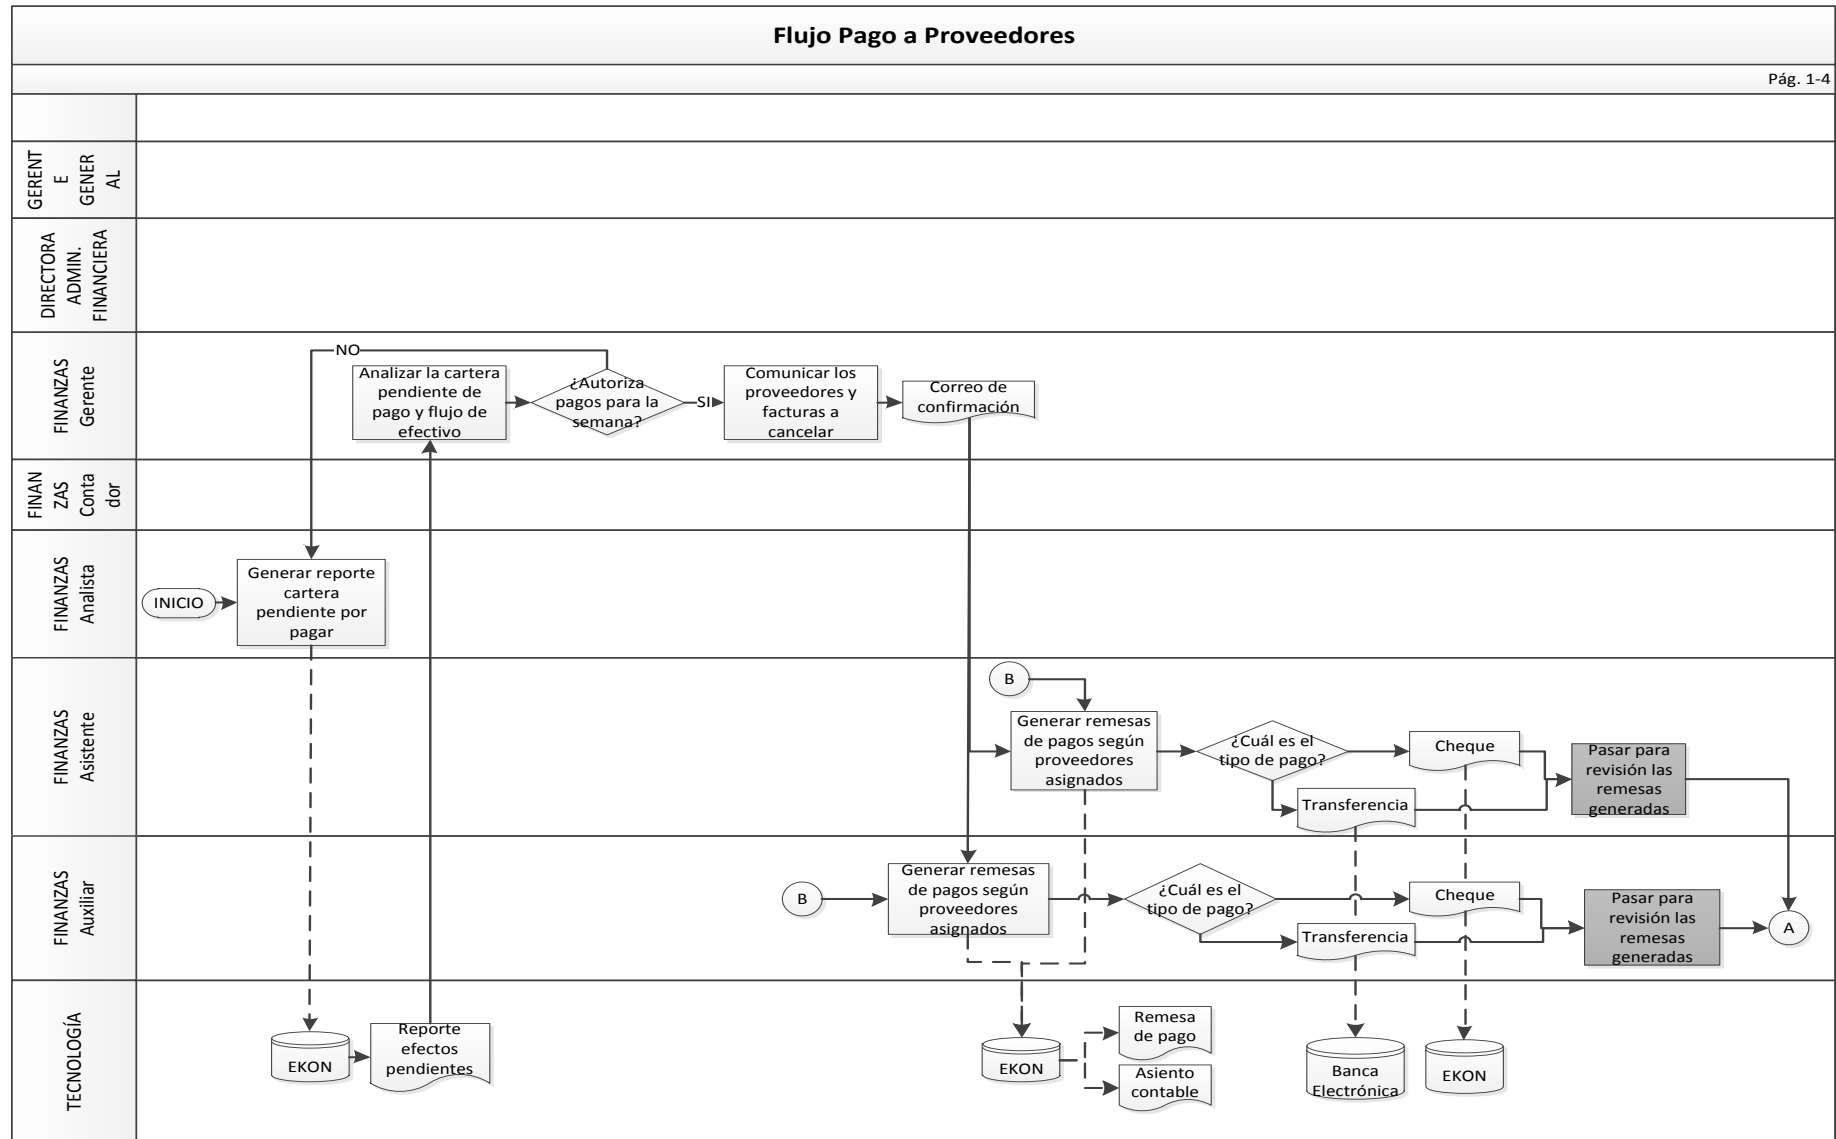 Flujo Pago a Proveedores
Pág. 1-4
GERENT
E
GENER
AL
DIRECTORA
ADMIN.
FINANCIERA
FINANZAS
Gerente
NO
Analizar la cartera
pendiente de
pago y flujo de
efectivo
¿Autoriza
pagos para la
semana?
SI
Comunicar los
proveedores y
facturas a
cancelar
Correo de
confirmación
FINAN
ZAS
Conta
dor
FINANZAS
Analista
INICIO
Generar reporte
cartera
pendiente por
pagar
FINANZAS
Asistente
B
Generar remesas
de pagos según
proveedores
asignados
¿Cuál es el
tipo de pago?
Cheque
Transferencia
Pasar para
revisión las
remesas
generadas
FINANZAS
Auxiliar
B
Generar remesas
de pagos según
proveedores
asignados
¿Cuál es el
tipo de pago?
Cheque
Transferencia
Pasar para
revisión las
remesas
generadas
A
TECNOLOGÍA
EKON
Reporte
efectos
pendientes
EKON
Remesa
de pago
Asiento
contable
Banca
Electrónica
EKON